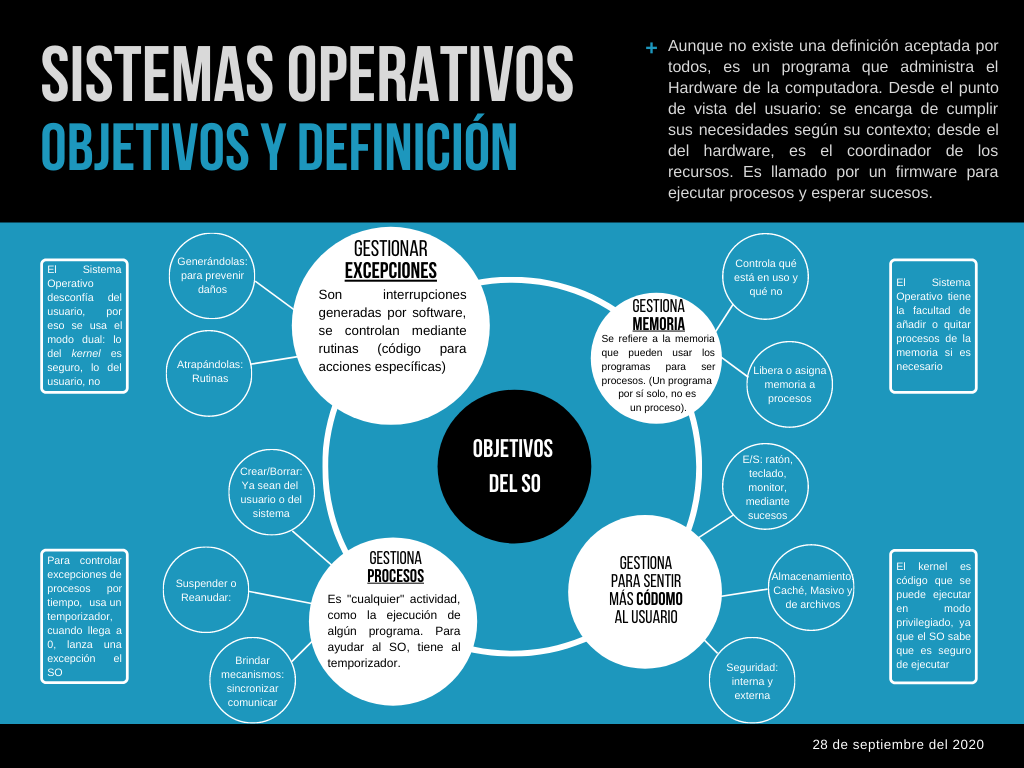 SISTEMAS OPERATIVOS
OBJETIVOS Y DEFINICIÓN
+ Aunque no existe una definición aceptada por
todos, es un programa que administra el
Hardware de la computadora. Desde el punto
de vista del usuario: se encarga de cumplir
sus necesidades según su contexto; desde el
del hardware, es el coordinador de los
recursos. Es llamado por un firmware para
ejecutar procesos y esperar sucesos.
El Sistema
Operativo
desconfía del
usuario, por
eso se usa el
modo dual: lo
del kernel es
seguro, lo del
usuario, no
Generándolas:
para prevenir
daños
Atrapándolas:
Rutinas
GESTIONAR
EXCEPCIONES
Son interrupciones
generadas por software,
se controlan mediante
rutinas (código para
acciones específicas)
GESTIONA
MEMORIA
Se refiere a la memoria
que pueden usar los
programas para ser
procesos. (Un programa
por sí solo, no es
un proceso).
Controla qué
está en uso y
qué no
Libera o asigna
memoria a
procesos
El Sistema
Operativo tiene
la facultad de
añadir o quitar
procesos de la
memoria si es
necesario
OBJETIVOS
DEL SO
Crear/Borrar:
Ya sean del
usuario o del
sistema
Suspender o
Reanudar:
Brindar
mecanismos:
sincronizar
comunicar
Para controlar
excepciones de
procesos por
tiempo, usa un
temporizador,
cuando llega a
0, lanza una
excepción el
SO
GESTIONA
PROCESOS
Es "cualquier" actividad,
como la ejecución de
algún programa. Para
ayudar al SO, tiene al
temporizador.
GESTIONA
PARA SENTIR
MÁS CÓDOMO
AL USUARIO
E/S: ratón,
teclado,
monitor,
mediante
sucesos
Almacenamiento:
Caché, Masivo y
de archivos
Seguridad:
interna y
externa
El kernel es
código que se
puede ejecutar
en modo
privilegiado, ya
que el SO sabe
que es seguro
de ejecutar
28 de septiembre del 2020